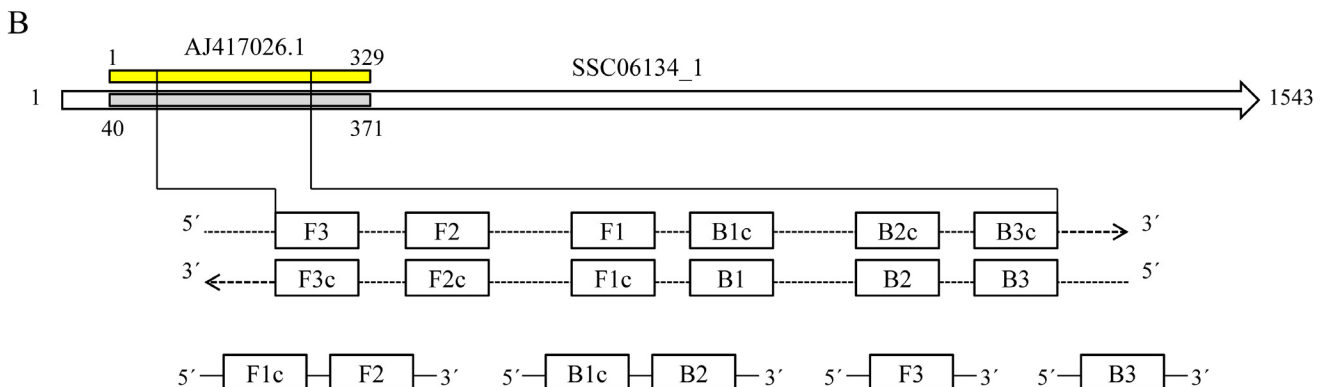 B
AJ417026.1
1 329
SSC06134_1
1 1543
40 371
5´ F3 F2 F1 B1c B2c B3c 3´
3´ F3c F2c F1c B1 B2 B3 5´
5´ F1c F2 3´ 5´ B1c B2 3´ 5´ F3 3´ 5´ B3 3´